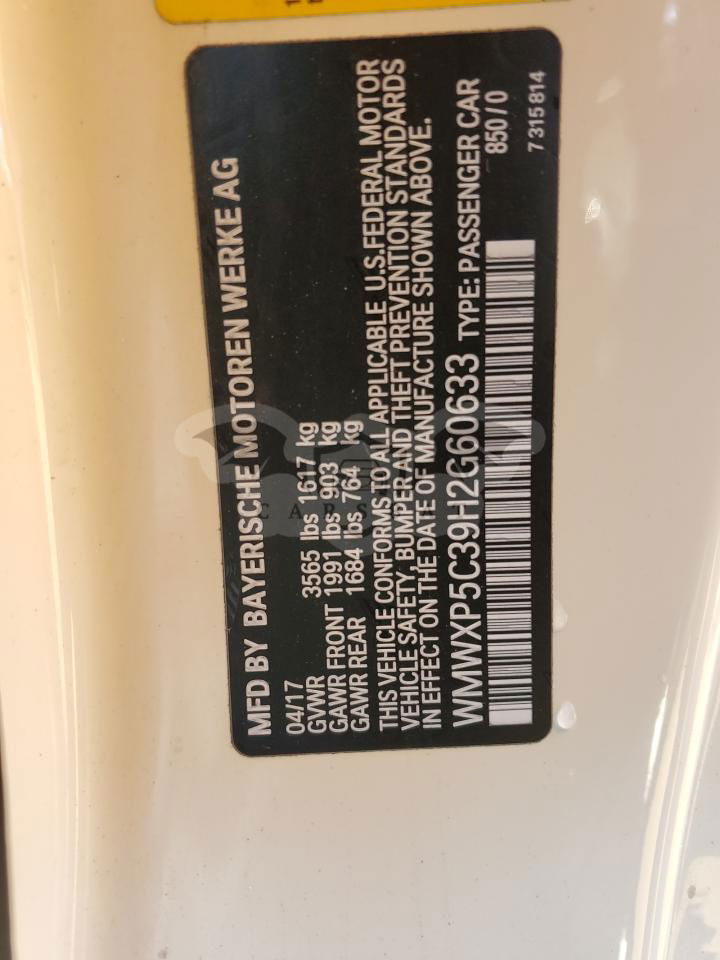 MFD BY BAYERISCHE MOTOREN WERKE AG
04/17
GVWR 3565 lbs 1617 kg
GAWR FRONT 1991 lbs 903 kg
GAWR REAR 1684 lbs 764 kg
THIS VEHICLE CONFORMS TO ALL APPLICABLE U.S.FEDERAL MOTOR
VEHICLE SAFETY, BUMPER AND THEFT PREVENTION STANDARDS
IN EFFECT ON THE DATE OF MANUFACTURE SHOWN ABOVE.
WMWXP5C39H2G60633 TYPE: PASSENGER CAR
850 / 0
7 315 814
CARS